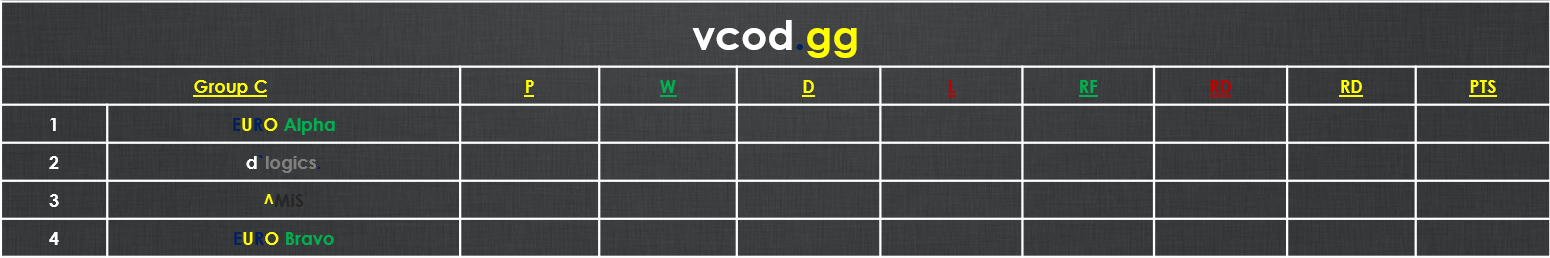 vcod.gg
Group C P W D L RF RD RD PTS
1 EURO Alpha
2 d logics.
3 ^MiS
4 EURO Bravo